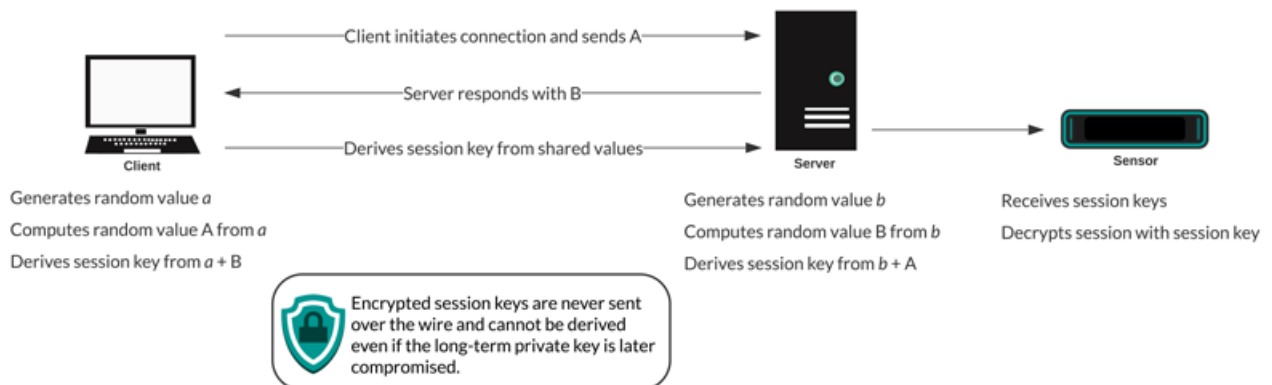 Client initiates connection and sends A
Server responds with B
Derives session key from shared values
Client
Server
Sensor
Generates random value a
Computes random value A from a
Derives session key from a + B
Generates random value b
Computes random value B from b
Derives session key from b + A
Receives session keys
Decrypts session with session key
Encrypted session keys are never sent
over the wire and cannot be derived
even if the long-term private key is later
compromised.